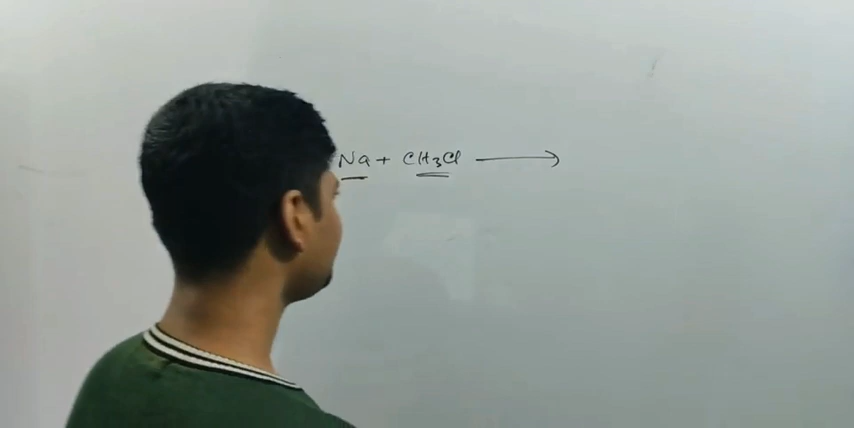 Na + CH3Cl ⟶